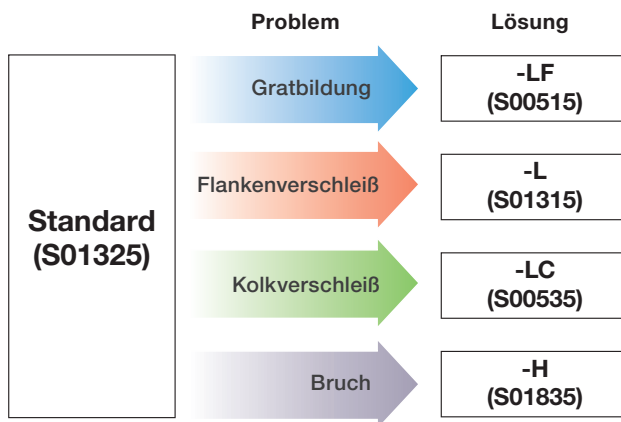 Problem
Lösung
Standard
(S01325)
Gratbildung
-LF
(S00515)
Flankenverschleiß
-L
(S01315)
Kolkverschleiß
-LC
(S00535)
Bruch
-H
(S01835)